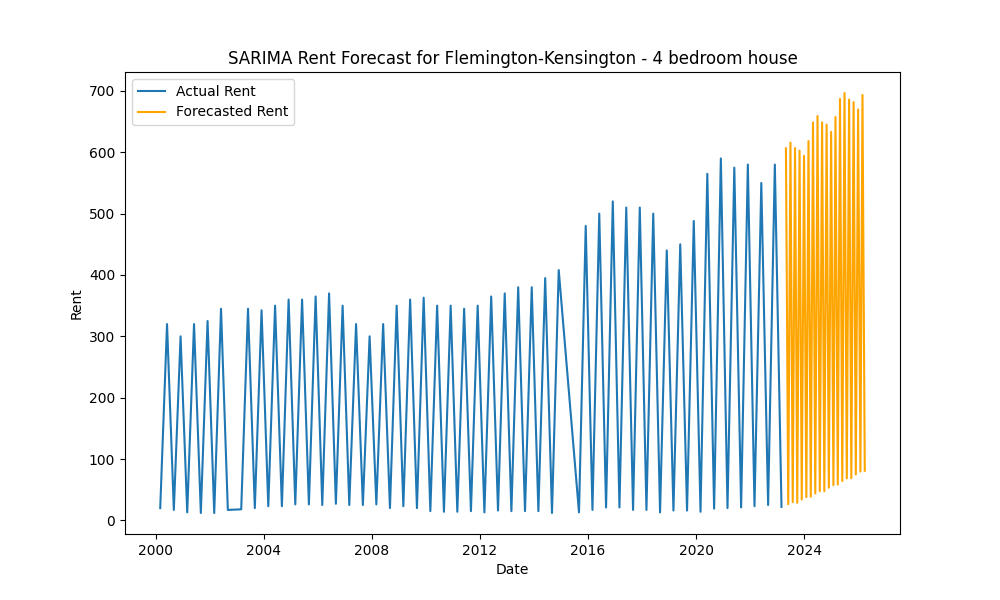 SARIMA Rent Forecast for Flemington-Kensington - 4 bedroom house
Actual Rent
Forecasted Rent
700
600
500
400
300
200
100
0
Rent
2000 2004 2008 2012 2016 2020 2024
Date